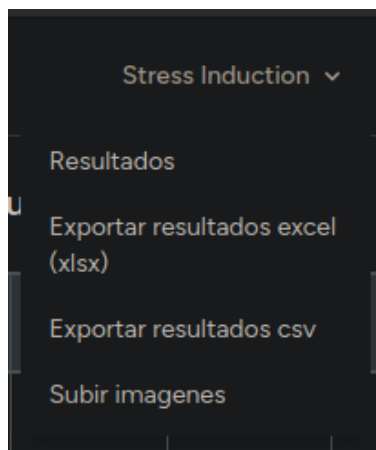 Stress Induction
Resultados
Exportar resultados excel
(xlsx)
Exportar resultados csv
Subir imagenes